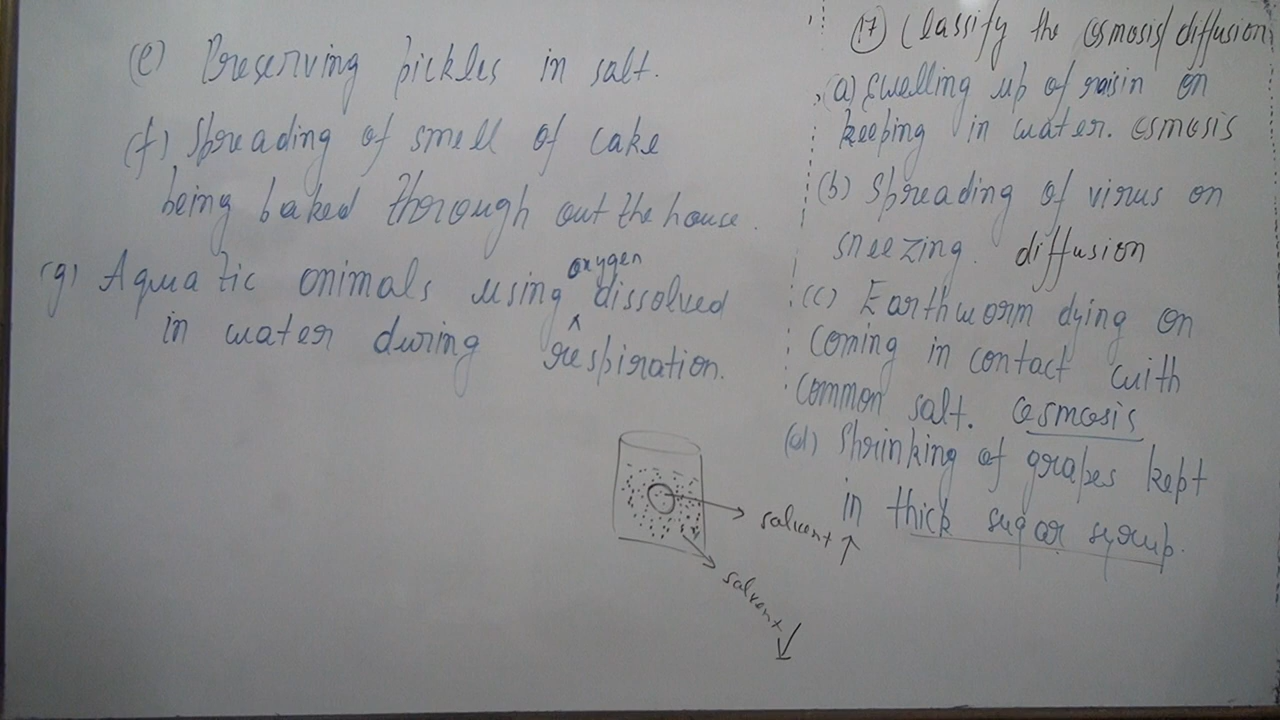 (17) Classify the osmosis/diffusion
(a) Swelling up of raisin on
keeping in water. osmosis
(b) Spreading of virus on
sneezing. diffusion
(c) Earthworm dying on
coming in contact with
common salt. osmosis
(d) Shrinking of grapes kept
in thick sugar syrup.
(e) Preserving pickles in salt.
(f) Spreading of smell of cake
being baked thorough out the house.
(g) Aquatic animals using oxygen dissolved
in water during respiration.
solvent ↑
solvent ↓